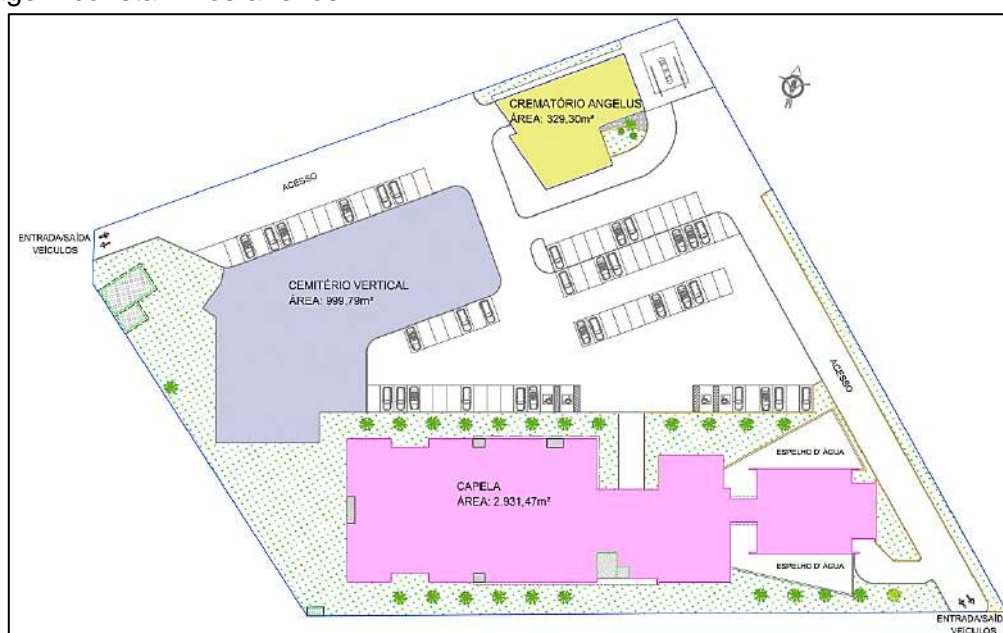 CREMATÓRIO ANGELUS
ÁREA: 329,30m²
ACESSO
ENTRADA/SAÍDA
VEÍCULOS
CEMITÉRIO VERTICAL
ÁREA: 999,79m²
ACESSO
ESPELHO D'ÁGUA
CAPELA
ÁREA: 2.931,47m²
ESPELHO D'ÁGUA
ENTRADA/SAÍDA
VEÍCULOS